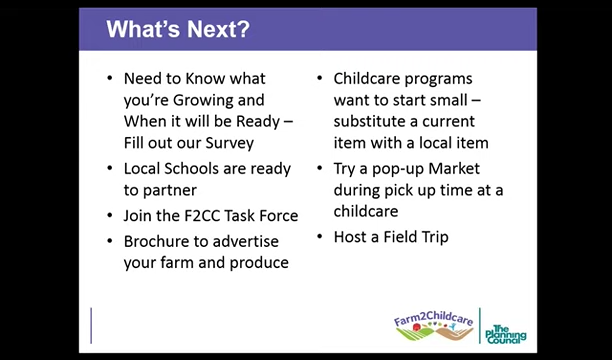 What's Next?
• Need to Know what
you're Growing and
When it will be Ready –
Fill out our Survey
• Local Schools are ready
to partner
• Join the F2CC Task Force
• Brochure to advertise
your farm and produce
• Childcare programs
want to start small –
substitute a current
item with a local item
• Try a pop-up Market
during pick up time at a
childcare
• Host a Field Trip
Farm2Childcare
The
Planning
Council